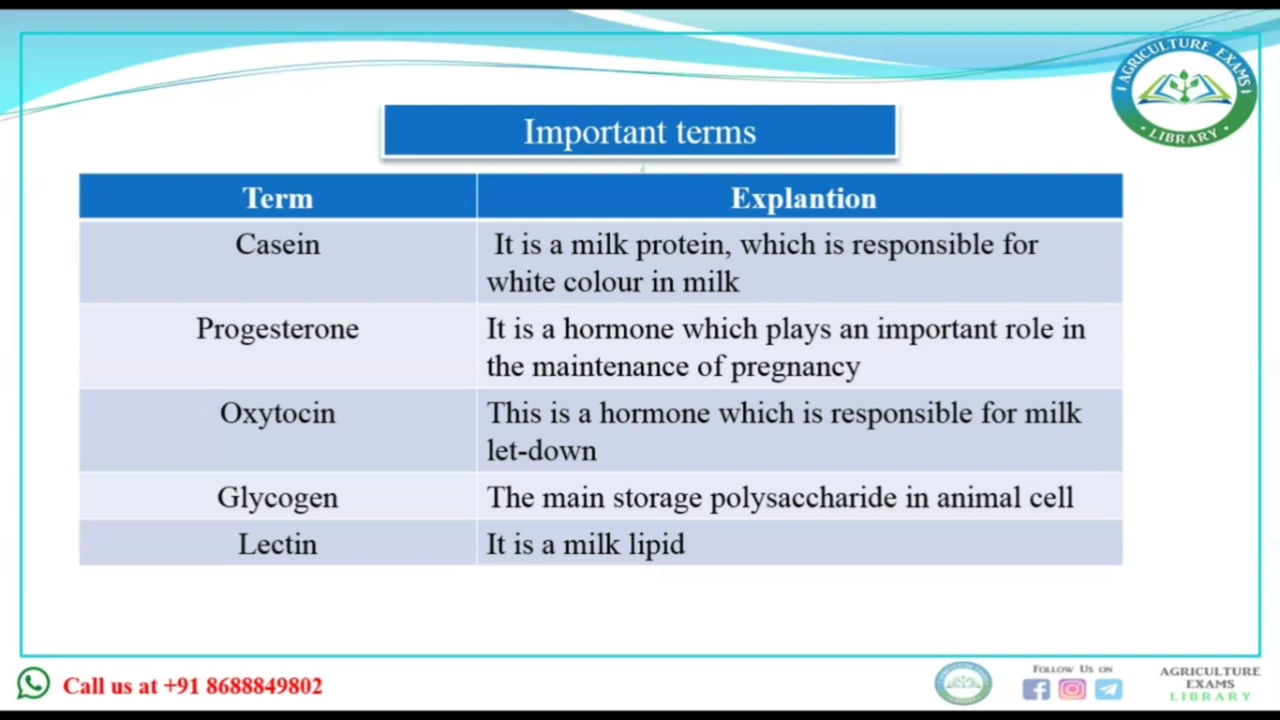 AGRICULTURE EXAMS
LIBRARY
Important terms
Term
Explantion
Casein
It is a milk protein, which is responsible for
white colour in milk
Progesterone
It is a hormone which plays an important role in
the maintenance of pregnancy
Oxytocin
This is a hormone which is responsible for milk
let-down
Glycogen
The main storage polysaccharide in animal cell
Lectin
It is a milk lipid
Call us at +91 8688849802
FOLLOW US ON
AGRICULTURE
EXAMS
LIBRARY